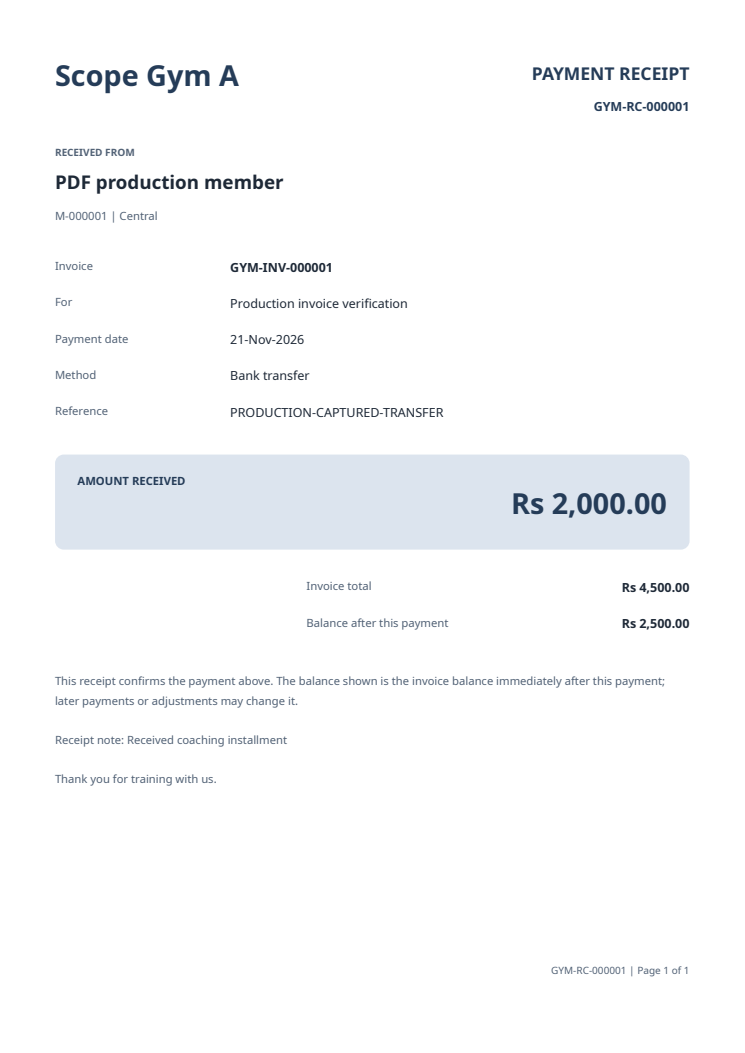 Scope Gym A
PAYMENT RECEIPT
GYM-RC-000001
RECEIVED FROM
PDF production member
M-000001 | Central
Invoice GYM-INV-000001
For Production invoice verification
Payment date 21-Nov-2026
Method Bank transfer
Reference PRODUCTION-CAPTURED-TRANSFER
AMOUNT RECEIVED
Rs 2,000.00
Invoice total Rs 4,500.00
Balance after this payment Rs 2,500.00
This receipt confirms the payment above. The balance shown is the invoice balance immediately after this payment;
later payments or adjustments may change it.
Receipt note: Received coaching installment
Thank you for training with us.
GYM-RC-000001 | Page 1 of 1